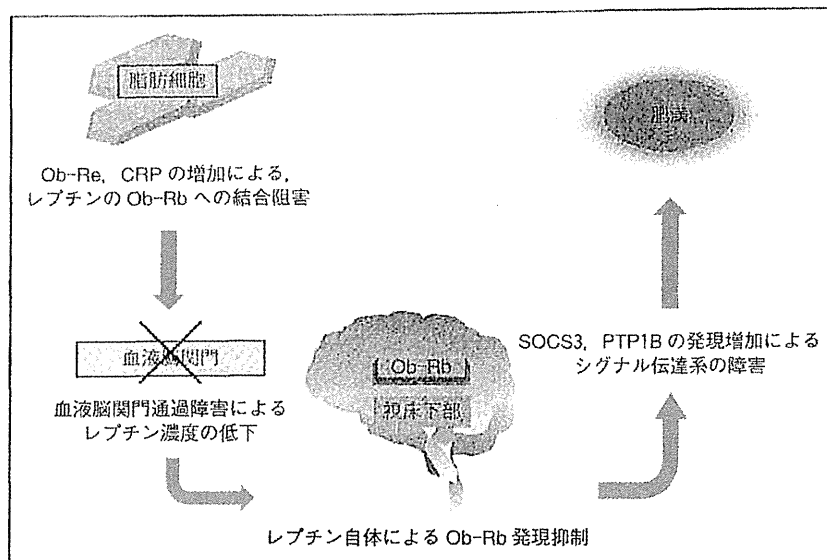 脂肪細胞
Ob-Re, CRP の増加による,
レプチンの Ob-Rb への結合阻害
血液脳関門
血液脳関門通過障害による
レプチン濃度の低下
Ob-Rb
視床下部
レプチン自体による Ob-Rb 発現抑制
SOCS3, PTP1B の発現増加による
シグナル伝達系の障害
肥満